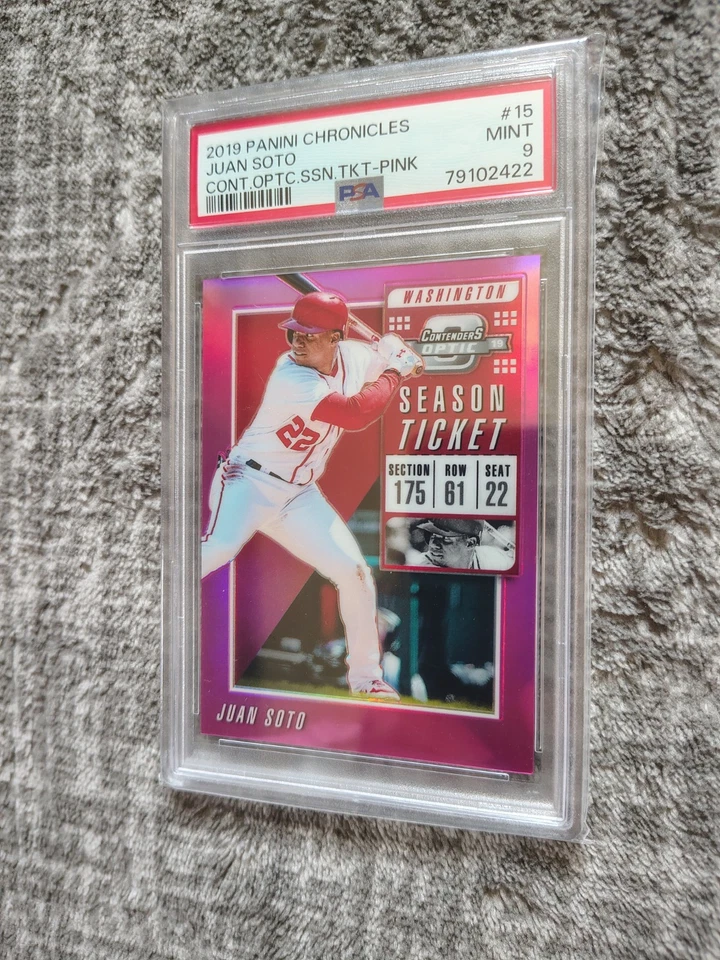 2019 PANINI CHRONICLES #15
JUAN SOTO MINT
CONT.OPTC.SSN.TKT-PINK 9
79102422
PSA
WASHINGTON
CONTENDERS
OPTIC 19
SEASON
TICKET
SECTION ROW SEAT
175 61 22
22
JUAN SOTO